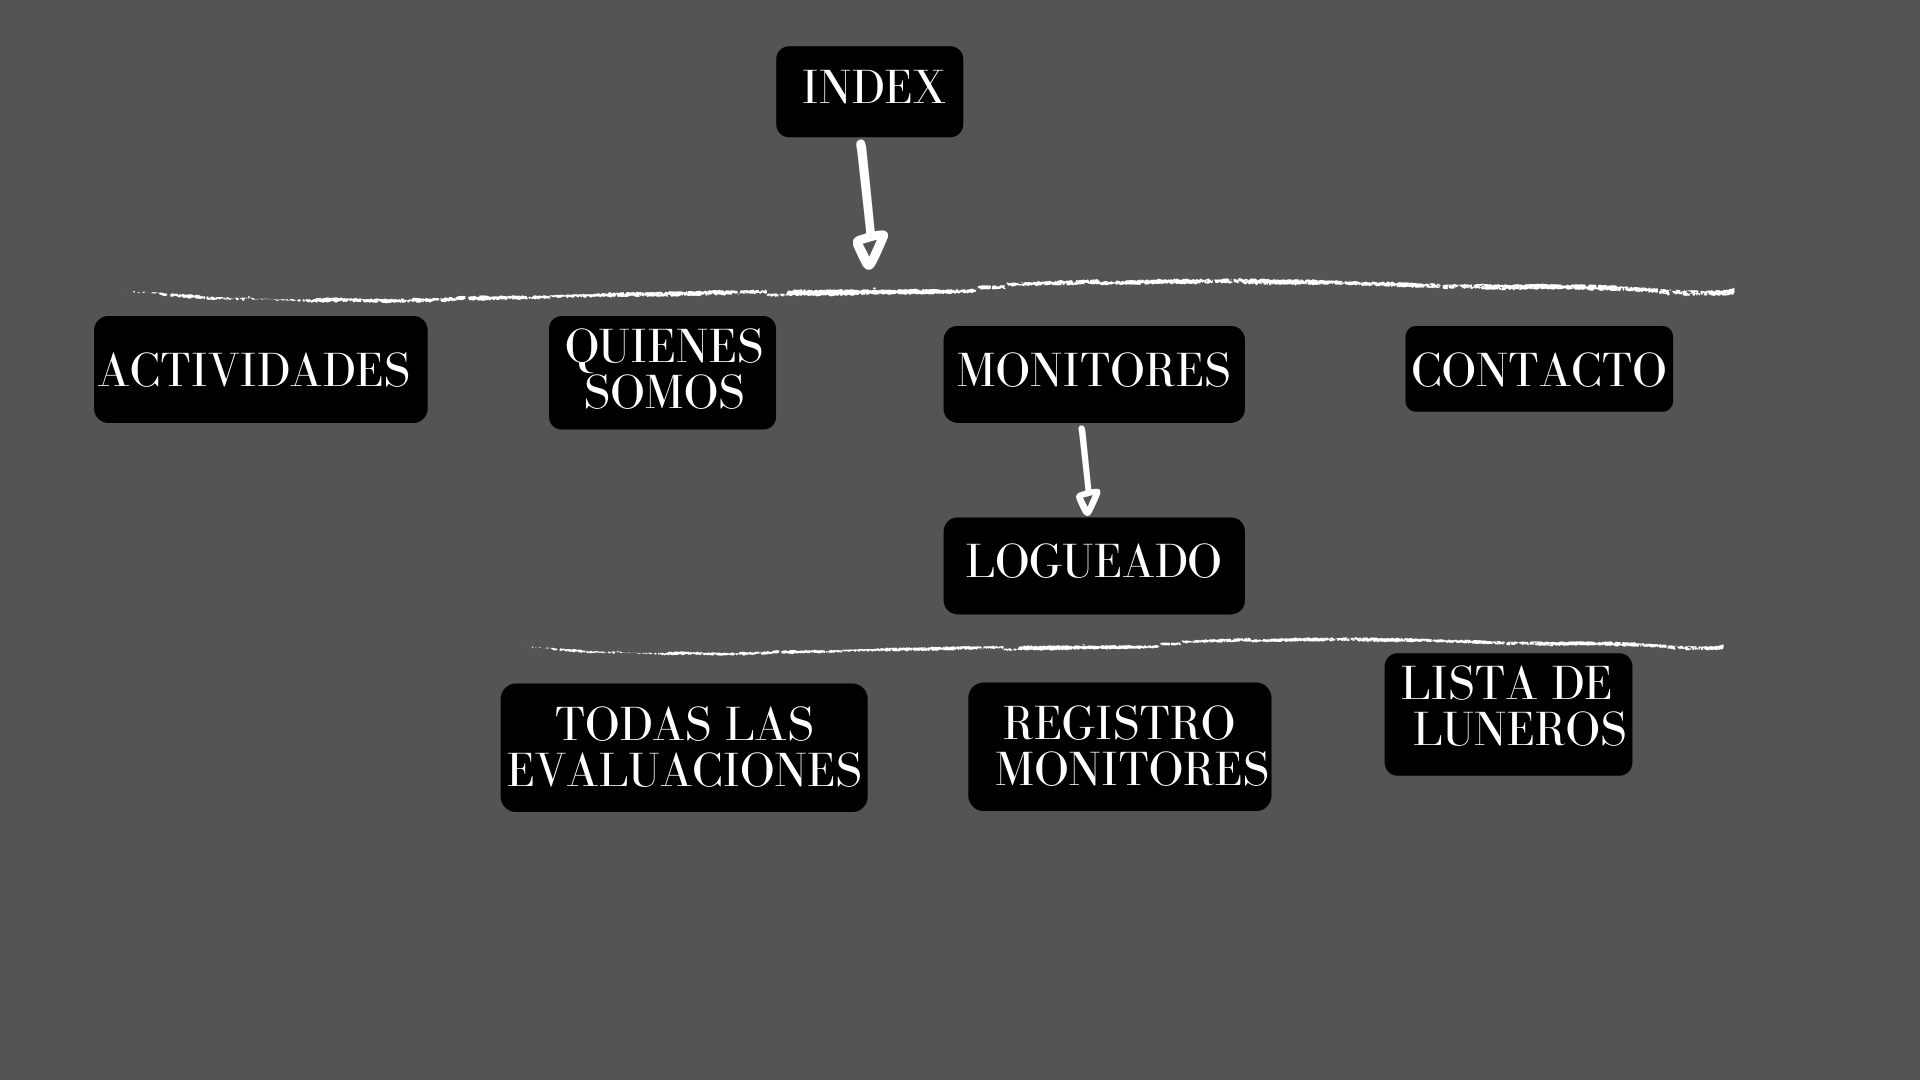 INDEX
ACTIVIDADES
QUIENES
SOMOS
MONITORES
CONTACTO
LOGUEADO
TODAS LAS
EVALUACIONES
REGISTRO
MONITORES
LISTA DE
LUNEROS